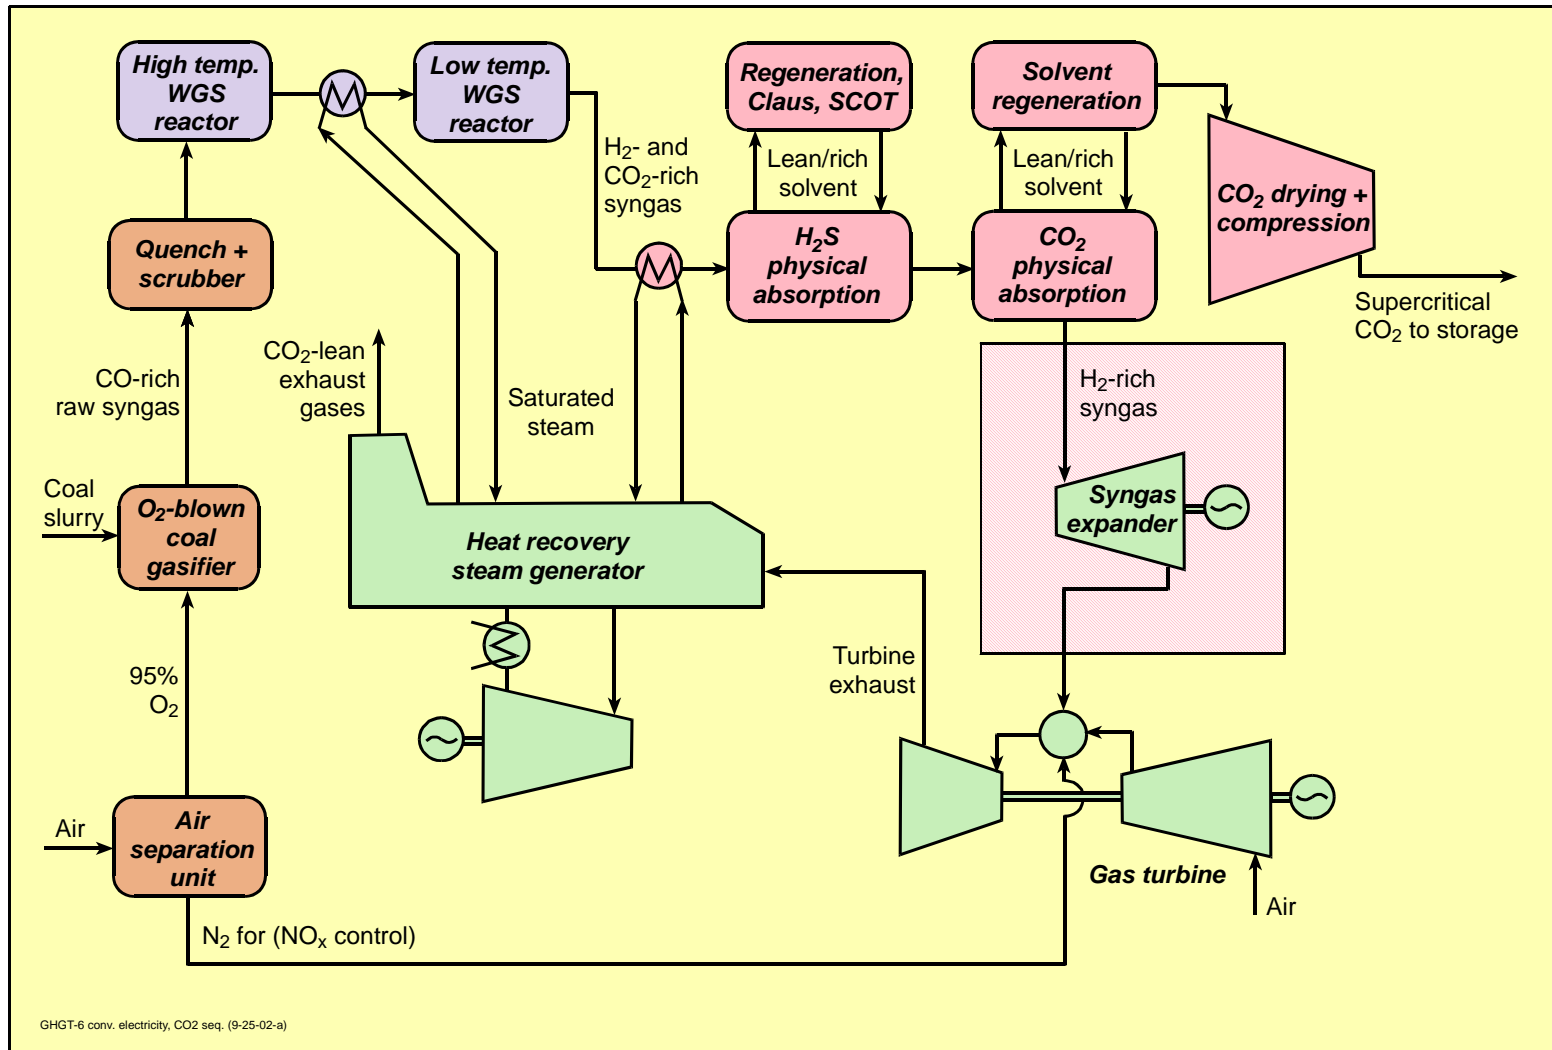 High temp.
WGS
reactor
Low temp.
WGS
reactor
Regeneration,
Claus, SCOT
Solvent
regeneration
H₂- and
CO₂-rich
syngas
Lean/rich
solvent
Lean/rich
solvent
CO₂ drying +
compression
Quench +
scrubber
H₂S
physical
absorption
CO₂
physical
absorption
Supercritical
CO₂ to storage
CO-rich
raw syngas
CO₂-lean
exhaust
gases
Saturated
steam
H₂-rich
syngas
Coal
slurry
O₂-blown
coal
gasifier
Heat recovery
steam generator
Syngas
expander
95%
O₂
Turbine
exhaust
Air
Air
separation
unit
Gas turbine
Air
N₂ for (NOₓ control)
GHGT-6 conv. electricity, CO2 seq. (9-25-02-a)